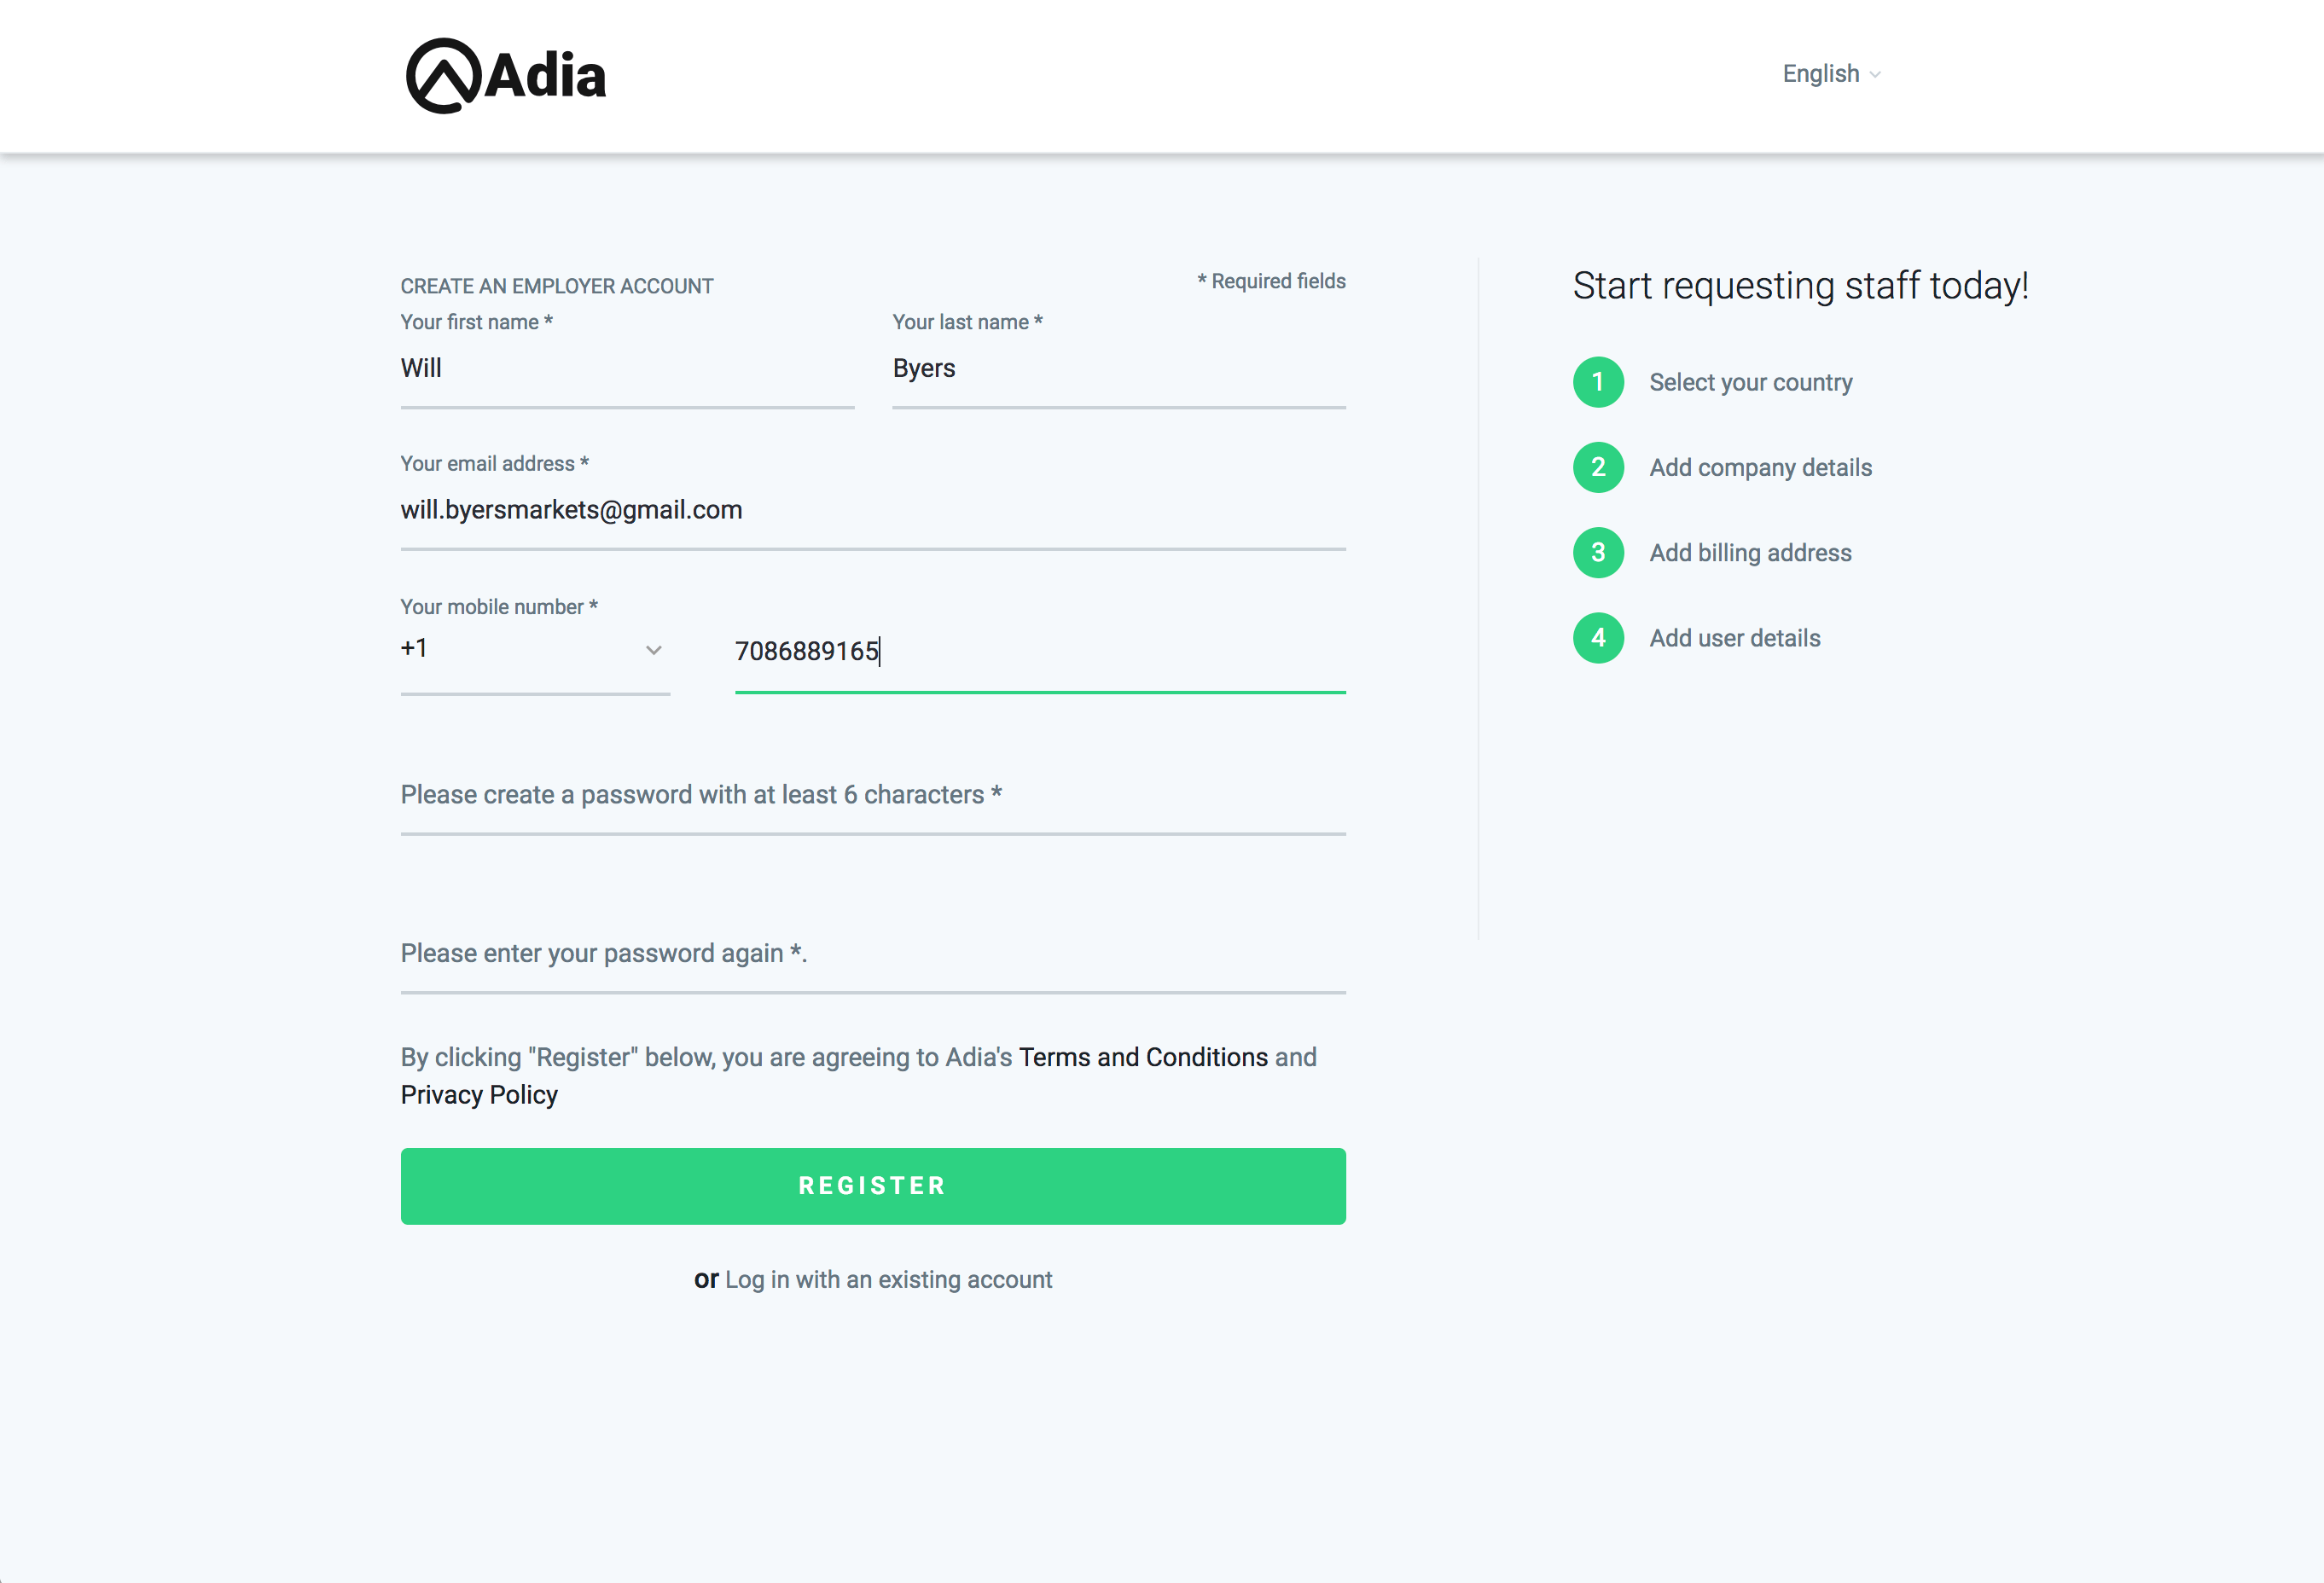 Adia
English
CREATE AN EMPLOYER ACCOUNT
* Required fields
Your first name *
Your last name *
Will
Byers
Your email address *
will.byersmarkets@gmail.com
Your mobile number *
+1
7086889165
Please create a password with at least 6 characters *
Please enter your password again *.
By clicking "Register" below, you are agreeing to Adia's Terms and Conditions and
Privacy Policy
REGISTER
or Log in with an existing account
Start requesting staff today!
1 Select your country
2 Add company details
3 Add billing address
4 Add user details